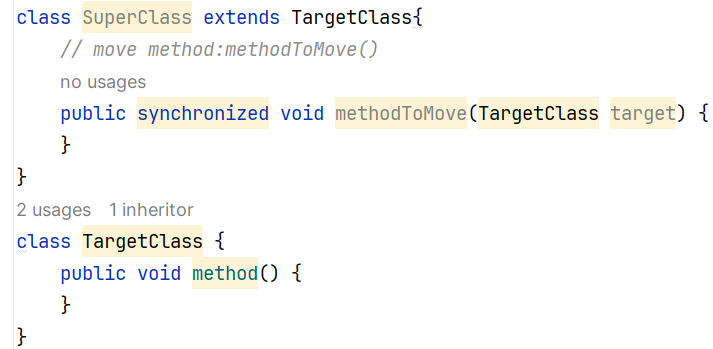 class SuperClass extends TargetClass{
// move method:methodToMove()
no usages
public synchronized void methodToMove(TargetClass target) {
}
}
2 usages 1 inheritor
class TargetClass {
public void method() {
}
}